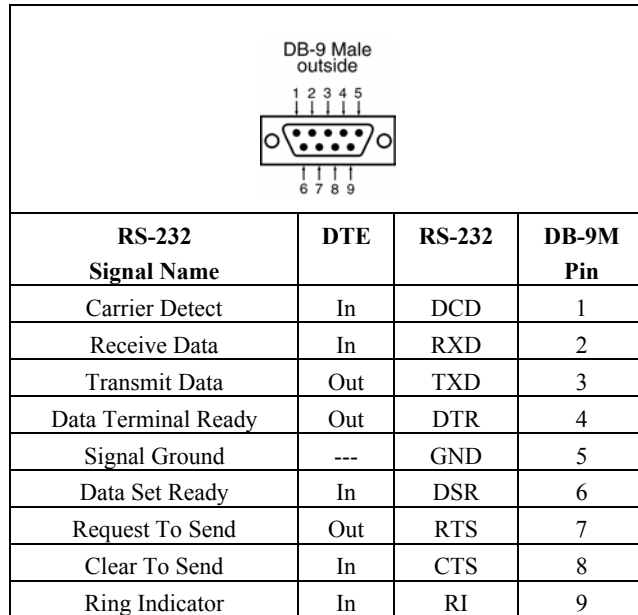 DB-9 Male
outside
1 2 3 4 5
6 7 8 9
RS-232 Signal Name DTE RS-232 DB-9M Pin
Carrier Detect In DCD 1
Receive Data In RXD 2
Transmit Data Out TXD 3
Data Terminal Ready Out DTR 4
Signal Ground --- GND 5
Data Set Ready In DSR 6
Request To Send Out RTS 7
Clear To Send In CTS 8
Ring Indicator In RI 9